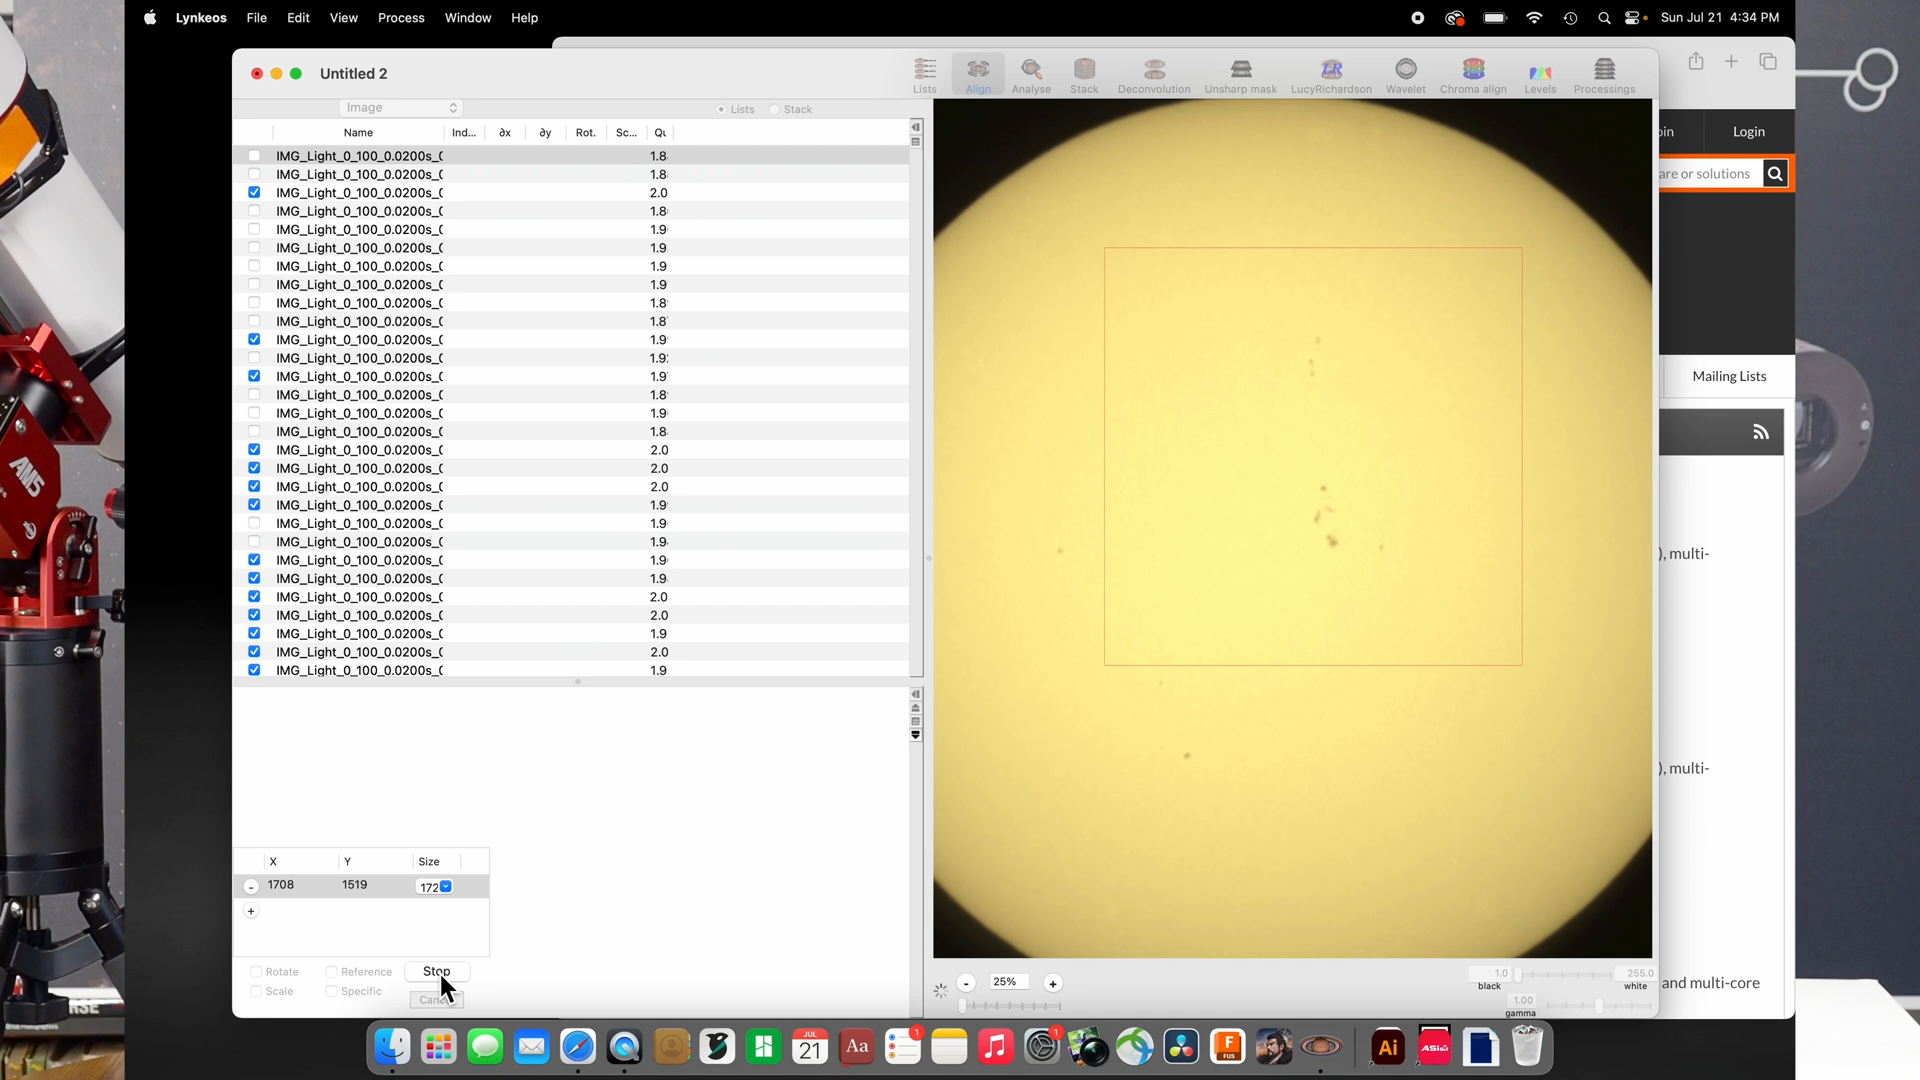 Lynkeos File Edit View Process Window Help
Sun Jul 21 4:34 PM
Untitled 2
Lists Align Analyse Stack Deconvolution Unsharp mask LucyRichardson Wavelet Chroma align Levels Processings
Image
Lists Stack
Name Ind... ∂x ∂y Rot. Sc... Qu
IMG_Light_0_100_0.0200s_( 1.8
IMG_Light_0_100_0.0200s_( 1.8
IMG_Light_0_100_0.0200s_( 2.0
IMG_Light_0_100_0.0200s_( 1.8
IMG_Light_0_100_0.0200s_( 1.9
IMG_Light_0_100_0.0200s_( 1.9
IMG_Light_0_100_0.0200s_( 1.9
IMG_Light_0_100_0.0200s_( 1.9
IMG_Light_0_100_0.0200s_( 1.8
IMG_Light_0_100_0.0200s_( 1.8
IMG_Light_0_100_0.0200s_( 1.9
IMG_Light_0_100_0.0200s_( 1.9
IMG_Light_0_100_0.0200s_( 1.9
IMG_Light_0_100_0.0200s_( 1.8
IMG_Light_0_100_0.0200s_( 1.9
IMG_Light_0_100_0.0200s_( 1.8
IMG_Light_0_100_0.0200s_( 2.0
IMG_Light_0_100_0.0200s_( 2.0
IMG_Light_0_100_0.0200s_( 2.0
IMG_Light_0_100_0.0200s_( 1.9
IMG_Light_0_100_0.0200s_( 1.9
IMG_Light_0_100_0.0200s_( 1.9
IMG_Light_0_100_0.0200s_( 1.9
IMG_Light_0_100_0.0200s_( 1.9
IMG_Light_0_100_0.0200s_( 2.0
IMG_Light_0_100_0.0200s_( 2.0
IMG_Light_0_100_0.0200s_( 1.9
IMG_Light_0_100_0.0200s_( 2.0
IMG_Light_0_100_0.0200s_( 1.9
X Y Size
- 1708 1519 172
+
Rotate Reference Stop
Scale Specific
- 25% +
1.0 255.0
black white
1.00
gamma
Login
are or solutions
Mailing Lists
), multi-
), multi-
and multi-core
AM5
JUL
21
Aa
1
1
F
FUS
Ai
ASI